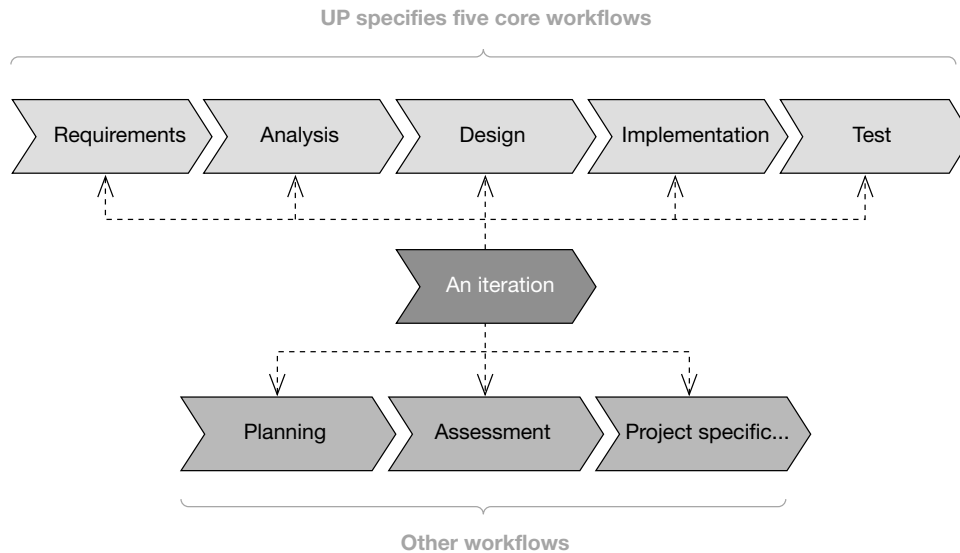 UP specifies five core workflows
Requirements
Analysis
Design
Implementation
Test
An iteration
Planning
Assessment
Project specific...
Other workflows